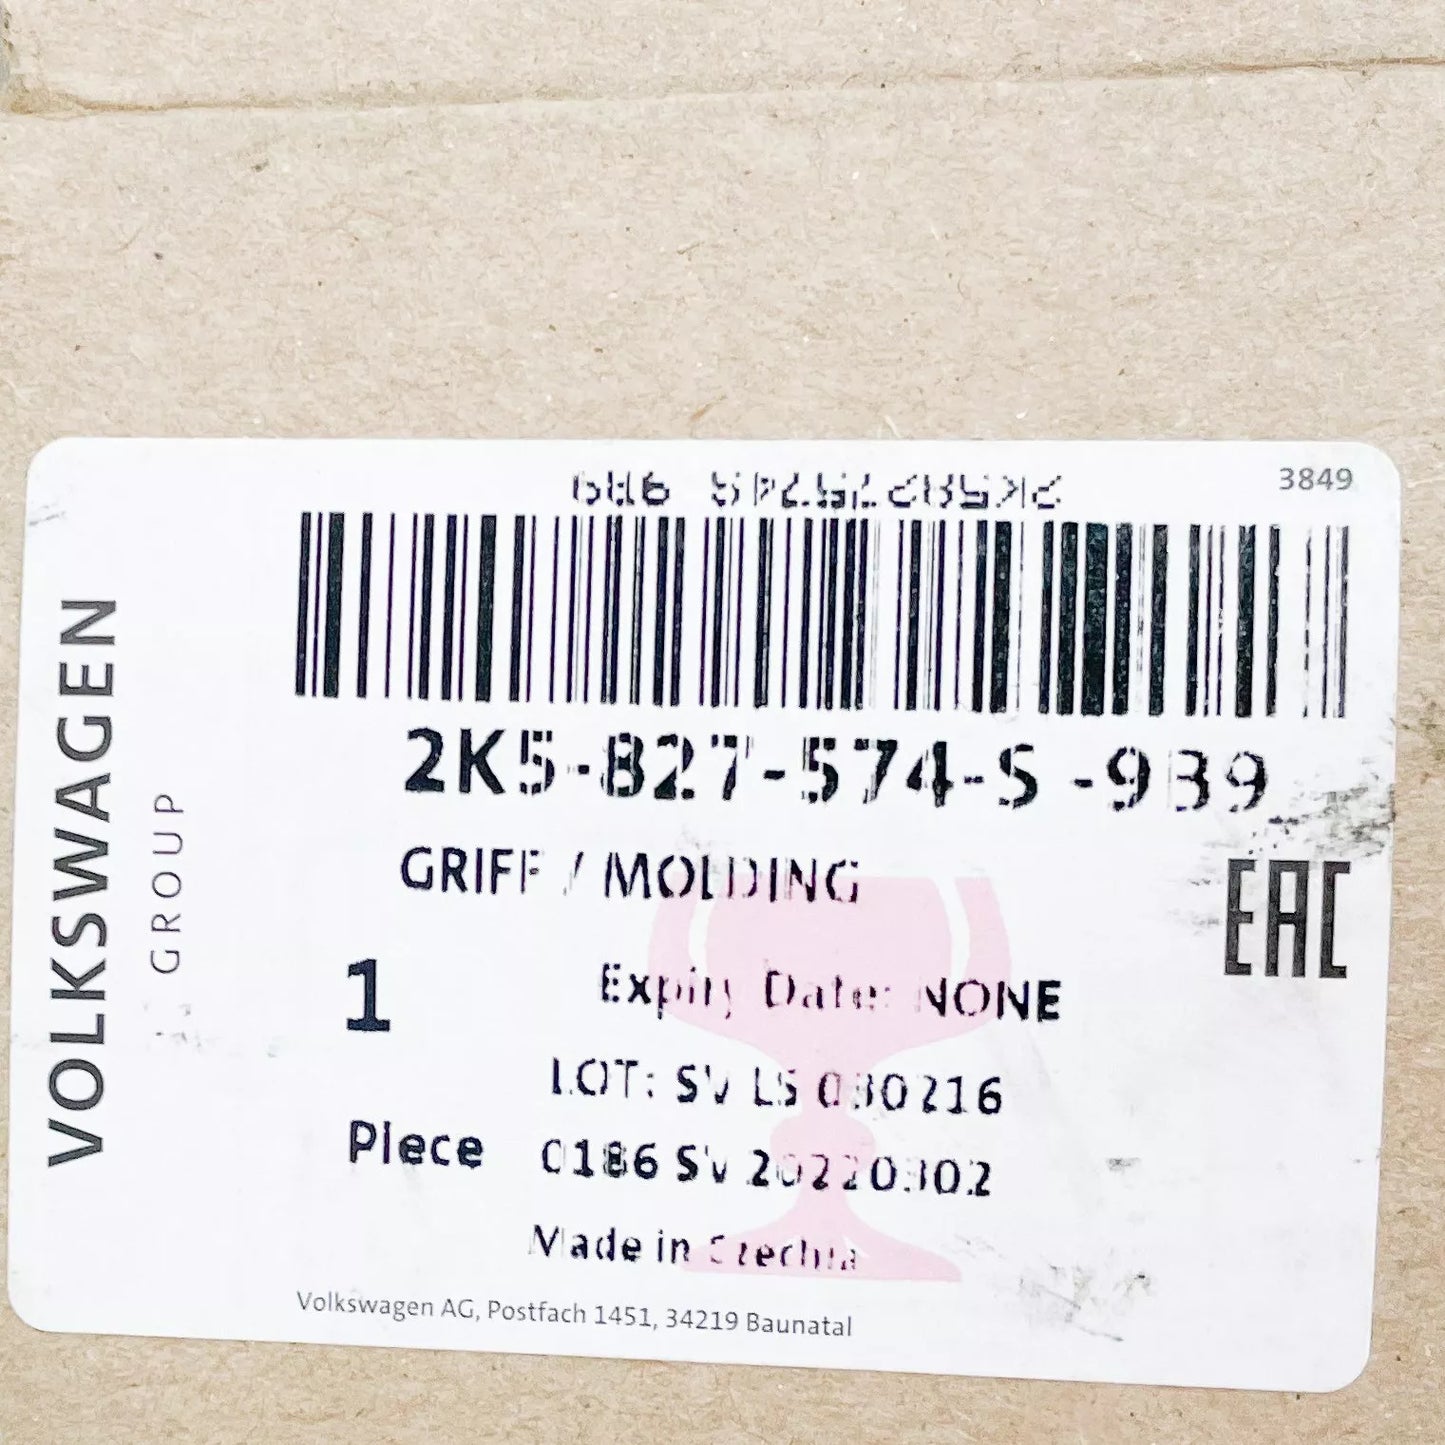 3849
VOLKSWAGEN
GROUP
2K5-827-574-S -9B9
GRIFF / MOLDING
EAC
1
Expiry Date: NONE
LOT: SV LS 030216
Piece
0186 SV 20220302
Made in Czechia
Volkswagen AG, Postfach 1451, 34219 Baunatal